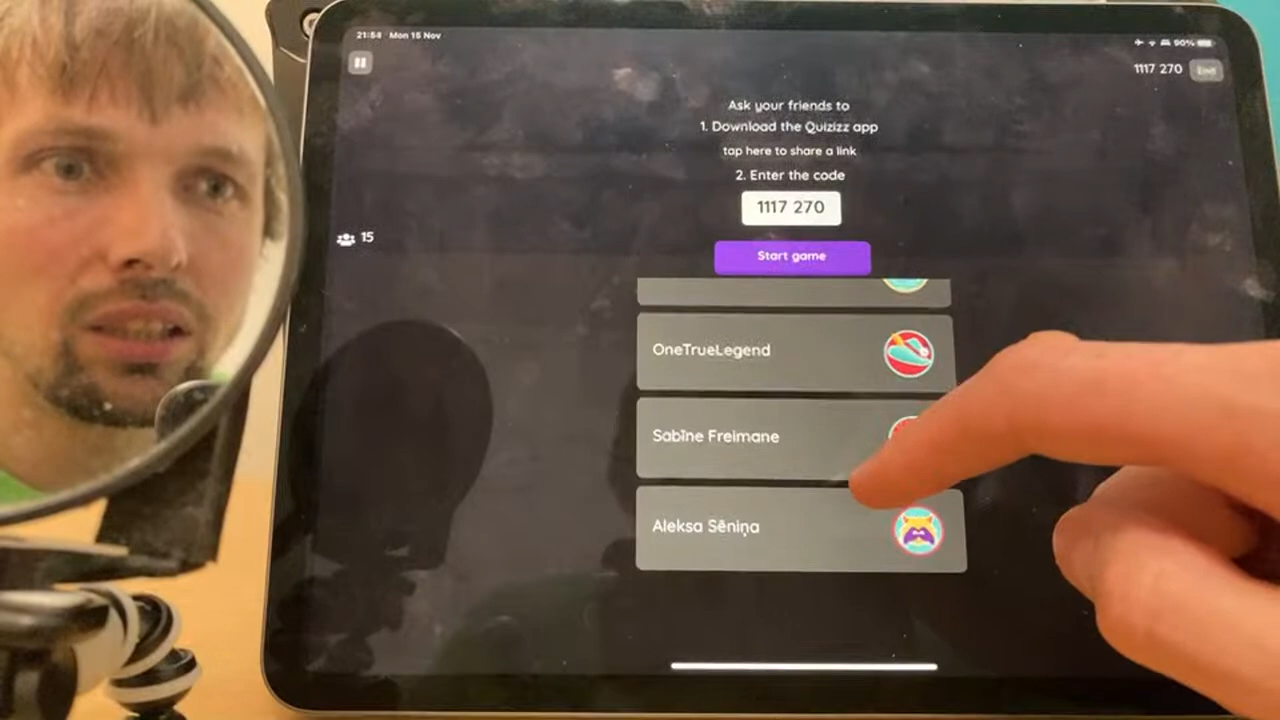 21:54 Mon 15 Nov
90%
1117 270
End
Ask your friends to
1. Download the Quizizz app
tap here to share a link
2. Enter the code
1117 270
15
Start game
OneTrueLegend
Sabīne Freimane
Aleksa Sēniņa